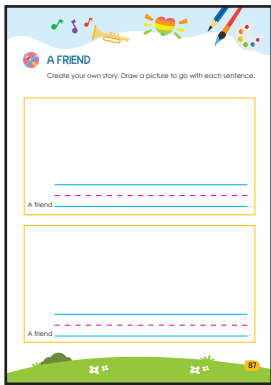 A FRIEND
Create your own story. Draw a picture to go with each sentence.
A friend .
A friend .
87